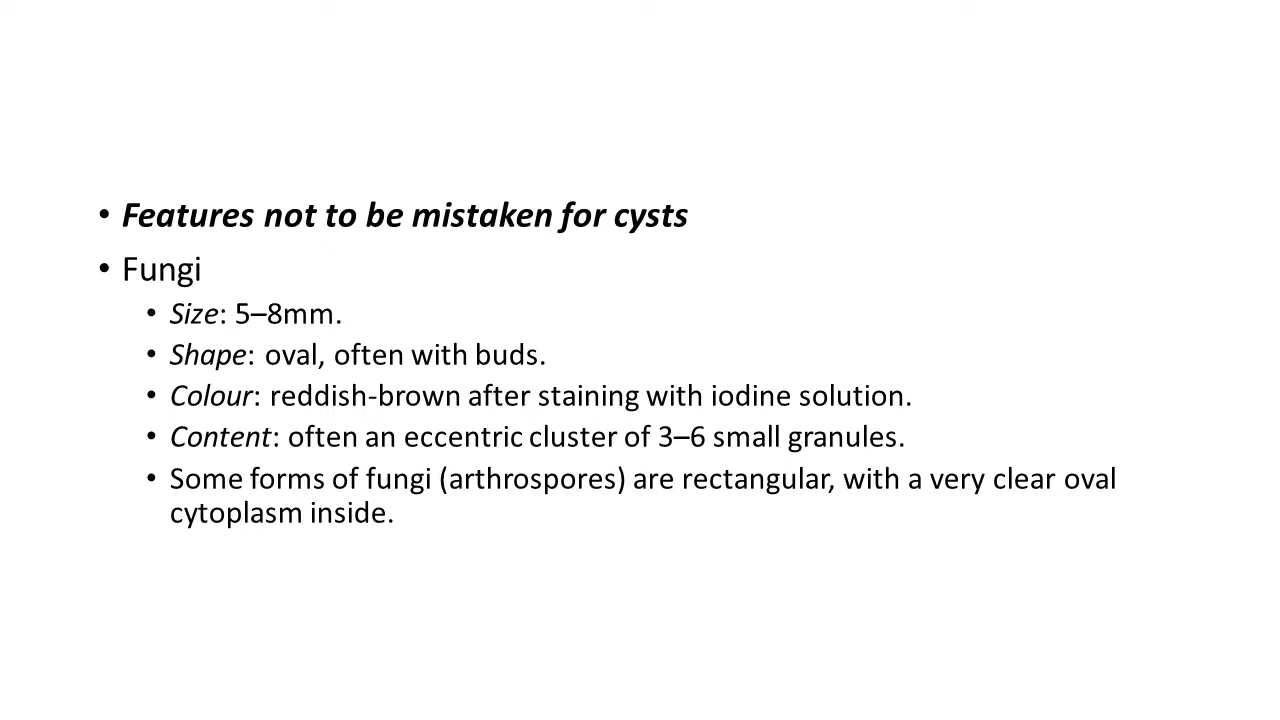 • Features not to be mistaken for cysts
• Fungi
• Size: 5–8mm.
• Shape: oval, often with buds.
• Colour: reddish-brown after staining with iodine solution.
• Content: often an eccentric cluster of 3–6 small granules.
• Some forms of fungi (arthrospores) are rectangular, with a very clear oval
cytoplasm inside.